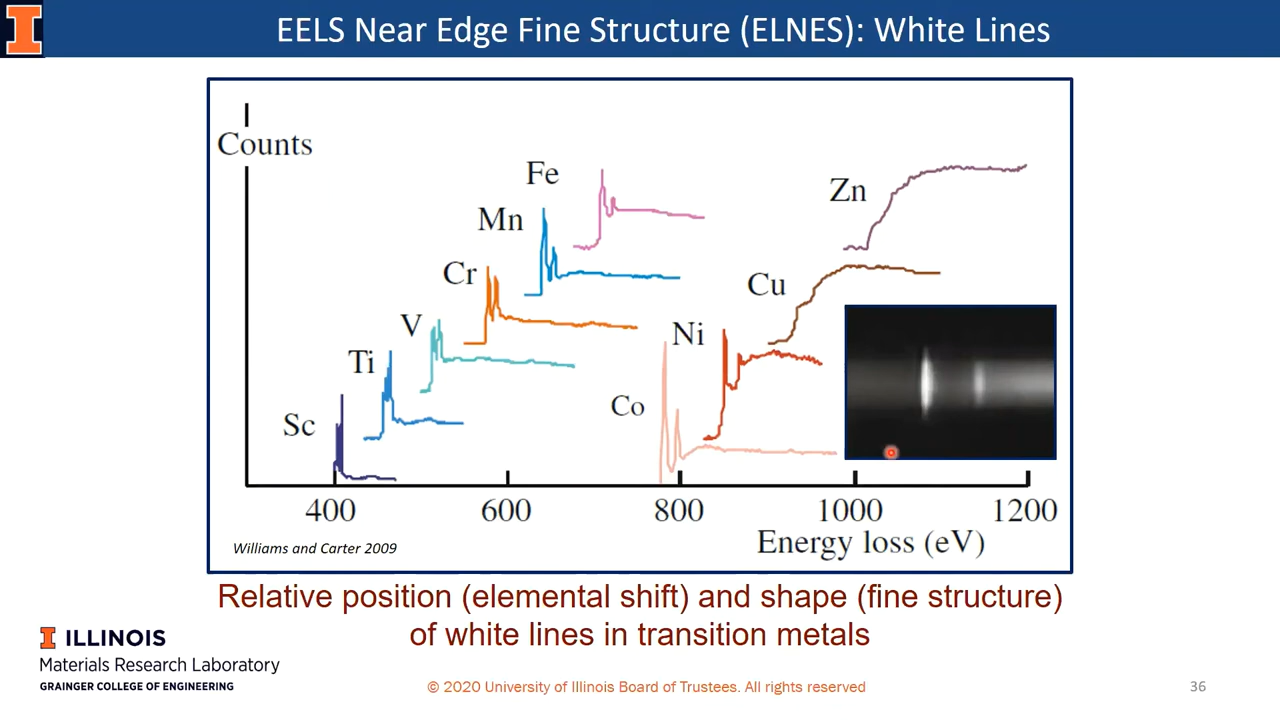 EELS Near Edge Fine Structure (ELNES): White Lines
Counts
Fe
Zn
Mn
Cr
Cu
V
Ni
Ti
Co
Sc
400 600 800 1000 1200
Energy loss (eV)
Williams and Carter 2009
Relative position (elemental shift) and shape (fine structure)
of white lines in transition metals
ILLINOIS
Materials Research Laboratory
GRAINGER COLLEGE OF ENGINEERING
© 2020 University of Illinois Board of Trustees. All rights reserved
36